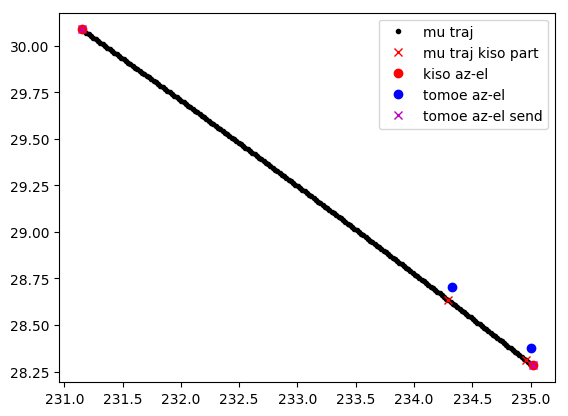 mu traj
mu traj kiso part
kiso az-el
tomoe az-el
tomoe az-el send
30.00
29.75
29.50
29.25
29.00
28.75
28.50
28.25
231.0 231.5 232.0 232.5 233.0 233.5 234.0 234.5 235.0